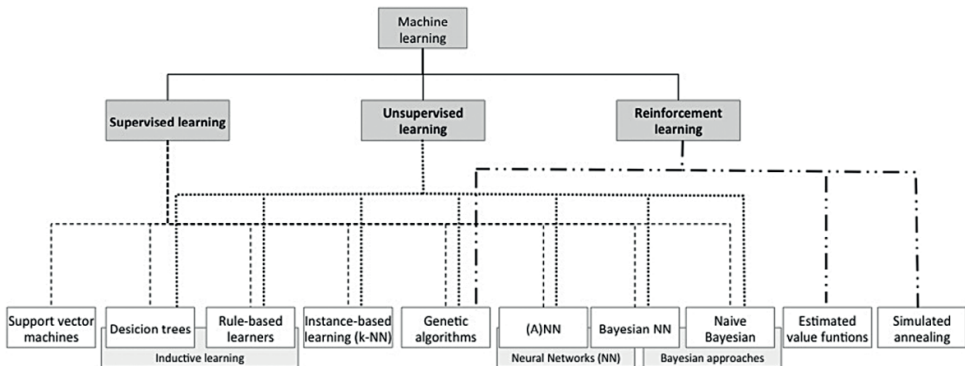 Machine
learning
Supervised learning
Unsupervised
learning
Reinforcement
learning
Support vector
machines
Desicion trees
Rule-based
learners
Instance-based
learning (k-NN)
Genetic
algorithms
(A)NN
Bayesian NN
Naive
Bayesian
Estimated
value funtions
Simulated
annealing
Inductive learning
Neural Networks (NN)
Bayesian approaches